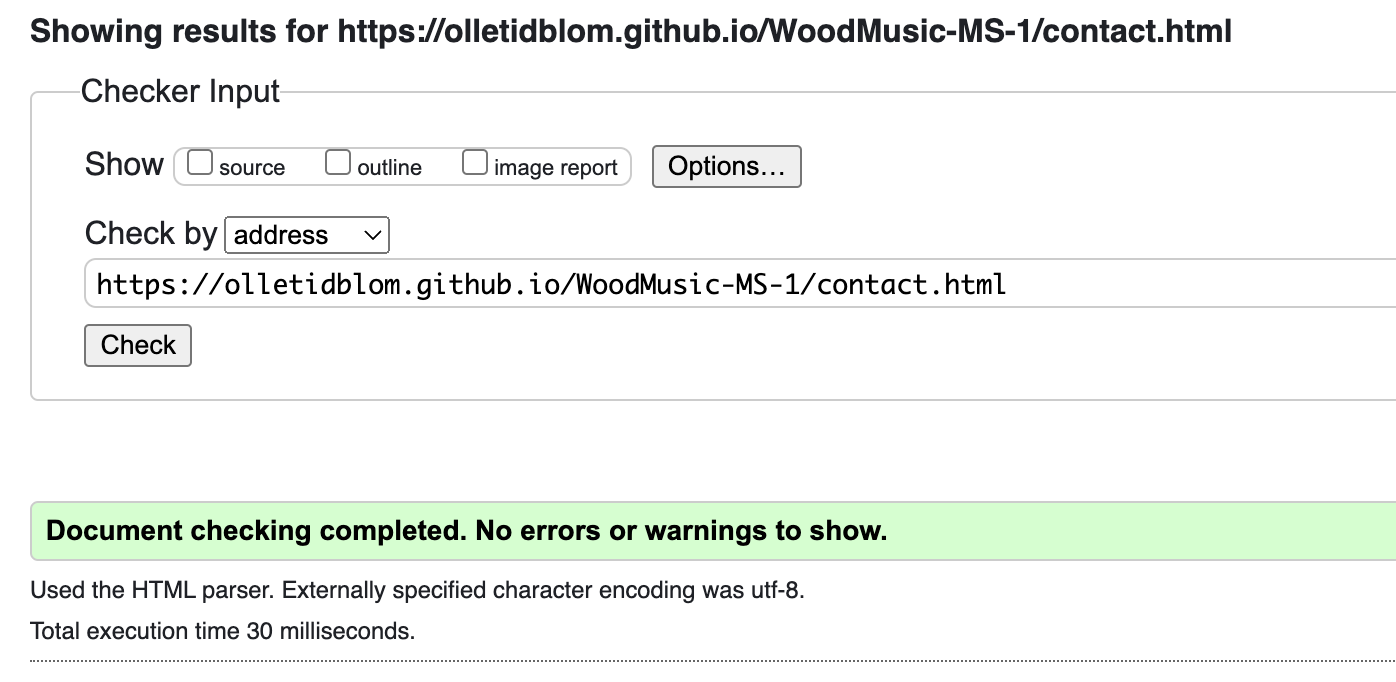 Showing results for https://olletidblom.github.io/WoodMusic-MS-1/contact.html
Checker Input
Show source outline image report Options...
Check by address
https://olletidblom.github.io/WoodMusic-MS-1/contact.html
Check
Document checking completed. No errors or warnings to show.
Used the HTML parser. Externally specified character encoding was utf-8.
Total execution time 30 milliseconds.